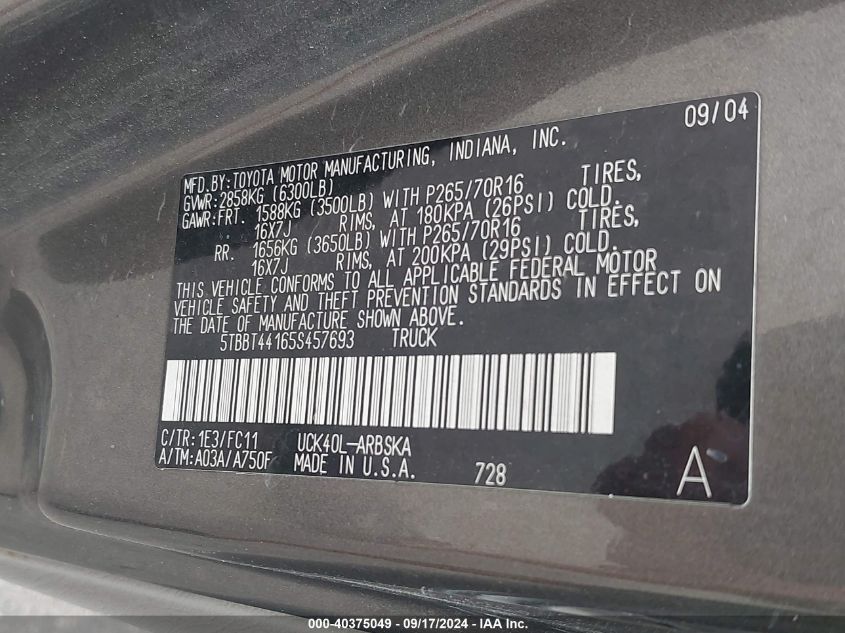 09/04
MFD.BY:TOYOTA MOTOR MANUFACTURING, INDIANA, INC.
GVWR:2858KG (6300LB)
GAWR:FRT. 1588KG (3500LB) WITH P265/70R16 TIRES,
16X7J RIMS, AT 180KPA (26PSI) COLD.
RR. 1656KG (3650LB) WITH P265/70R16 TIRES,
16X7J RIMS, AT 200KPA (29PSI) COLD.
THIS VEHICLE CONFORMS TO ALL APPLICABLE FEDERAL MOTOR
VEHICLE SAFETY AND THEFT PREVENTION STANDARDS IN EFFECT ON
THE DATE OF MANUFACTURE SHOWN ABOVE.
5TBBT44165S457693 TRUCK
C/TR:1E3/FC11 UCK40L-ARBSKA
A/TM:A03A/A750F MADE IN U.S.A. 728 A
000-40375049 - 09/17/2024 - IAA Inc.